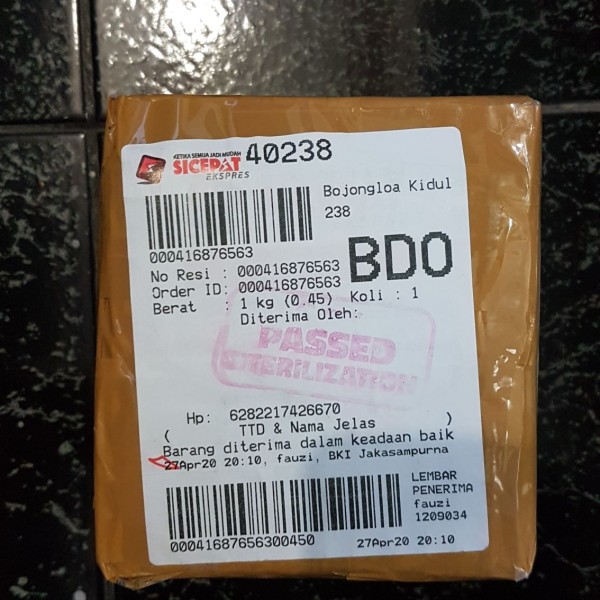 KETIKA SEMUA JADI MUDAH
SICEPAT
EKSPRES
40238
Bojongloa Kidul
238
000416876563
BDO
No Resi : 000416876563
Order ID: 000416876563
Berat : 1 kg (0.45) Koli : 1
Diterima Oleh:
PASSED
STERILIZATION
Hp: 6282217426670
( TTD & Nama Jelas )
Barang diterima dalam keadaan baik
27Apr20 20:10, fauzi, BKI Jakasampurna
LEMBAR
PENERIMA
fauzi
1209034
00041687656300450
27Apr20 20:10